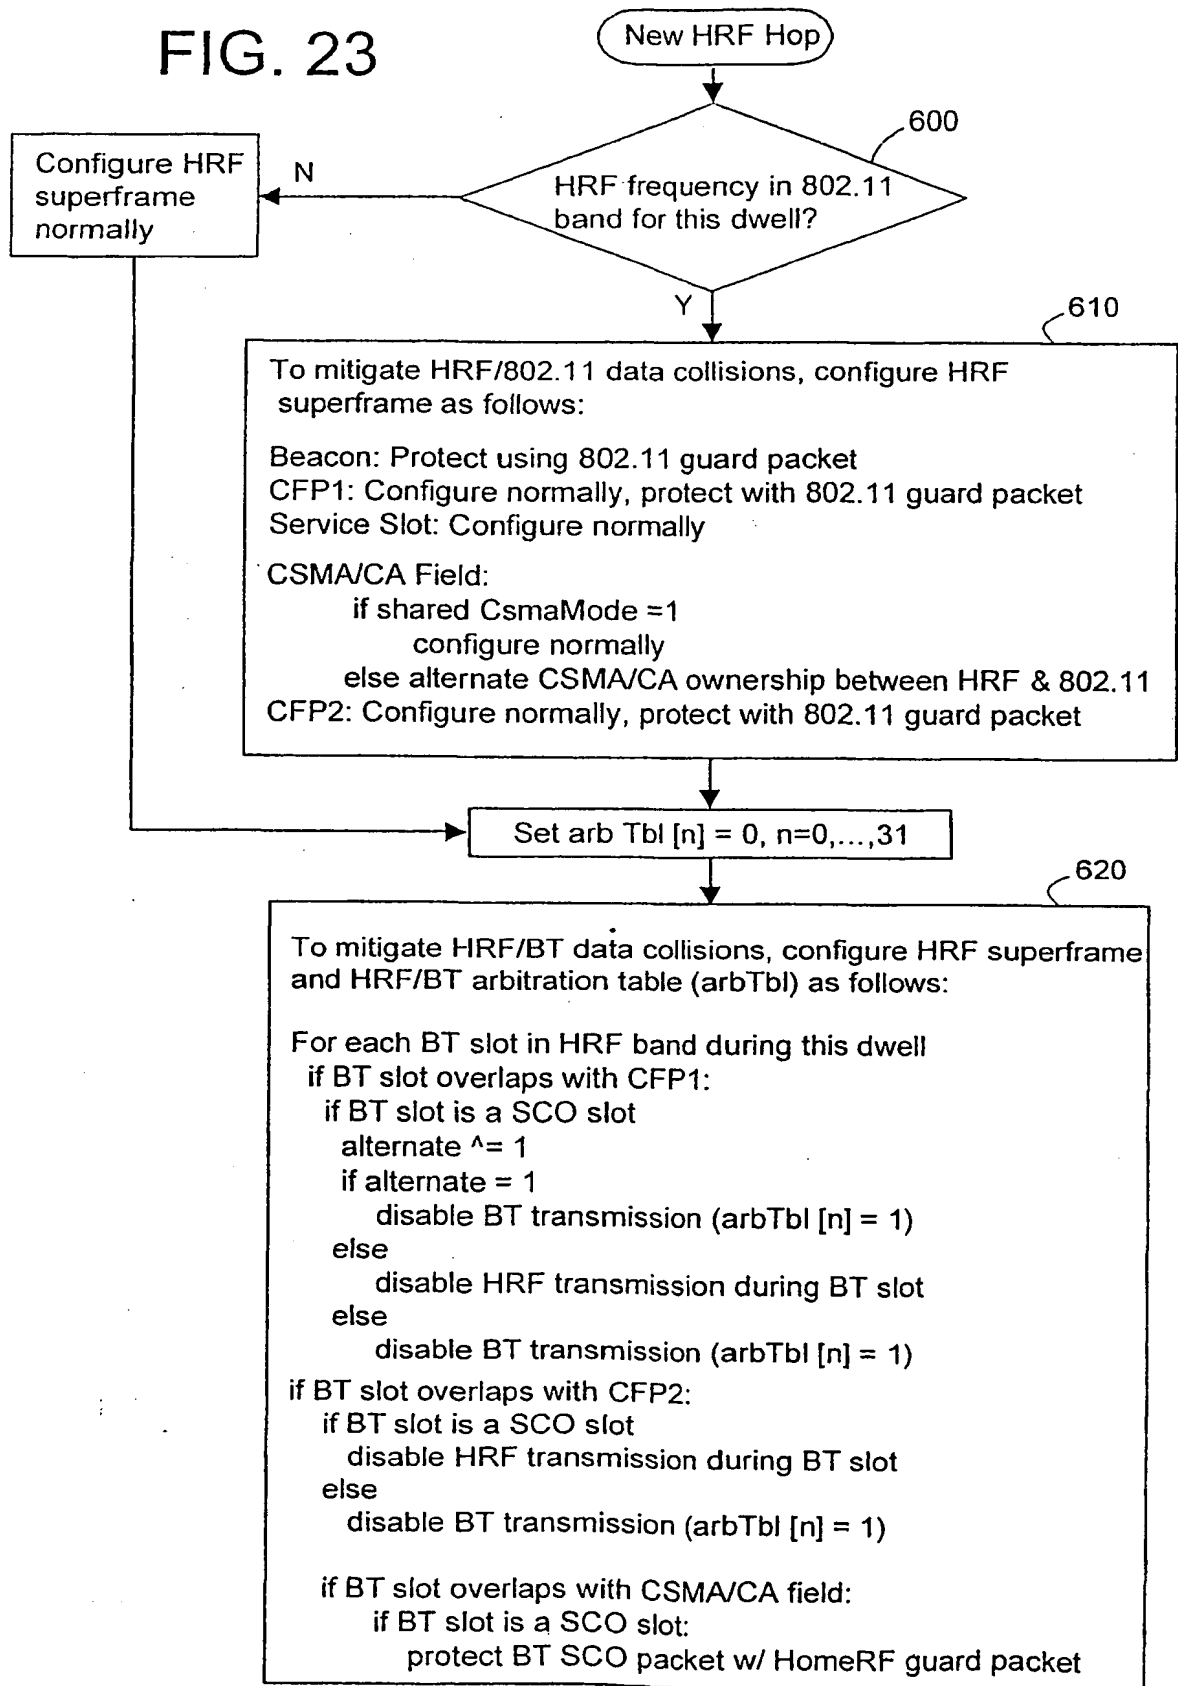 FIG. 23
New HRF Hop
600
HRF frequency in 802.11
band for this dwell?
N
Configure HRF
superframe
normally
Y
610
To mitigate HRF/802.11 data collisions, configure HRF
superframe as follows:
Beacon: Protect using 802.11 guard packet
CFP1: Configure normally, protect with 802.11 guard packet
Service Slot: Configure normally
CSMA/CA Field:
if shared CsmaMode =1
configure normally
else alternate CSMA/CA ownership between HRF & 802.11
CFP2: Configure normally, protect with 802.11 guard packet
Set arb Tbl [n] = 0, n=0,...,31
620
To mitigate HRF/BT data collisions, configure HRF superframe
and HRF/BT arbitration table (arbTbl) as follows:
For each BT slot in HRF band during this dwell
if BT slot overlaps with CFP1:
if BT slot is a SCO slot
alternate ^= 1
if alternate = 1
disable BT transmission (arbTbl [n] = 1)
else
disable HRF transmission during BT slot
else
disable BT transmission (arbTbl [n] = 1)
if BT slot overlaps with CFP2:
if BT slot is a SCO slot
disable HRF transmission during BT slot
else
disable BT transmission (arbTbl [n] = 1)
if BT slot overlaps with CSMA/CA field:
if BT slot is a SCO slot:
protect BT SCO packet w/ HomeRF guard packet